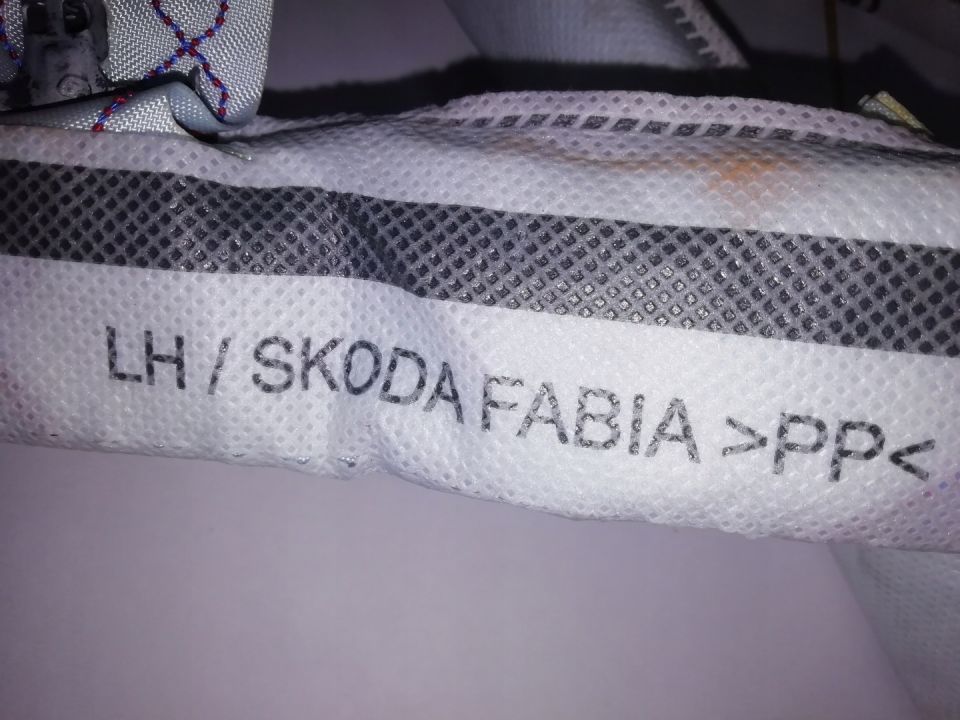 LH / SKODA FABIA >PP<